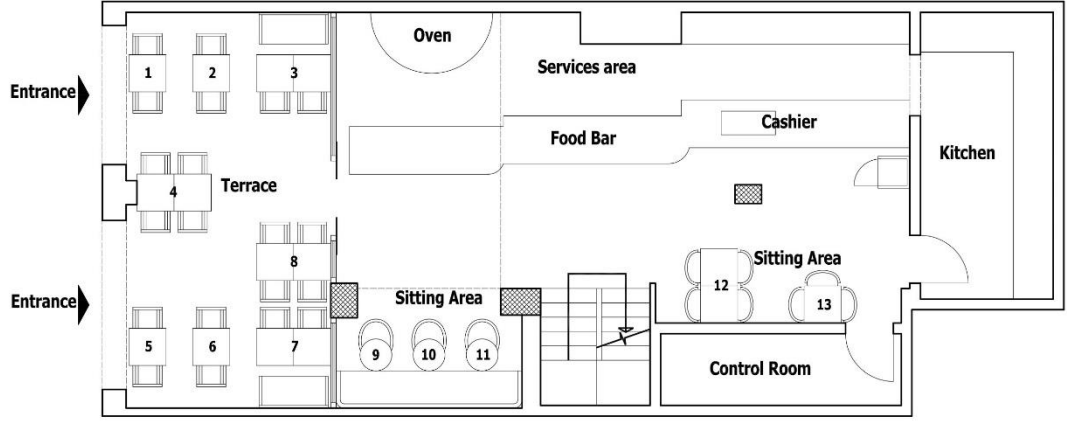 Oven
1
2
3
Services area
Entrance
Cashier
Food Bar
Kitchen
4
Terrace
8
Sitting Area
12
Entrance
Sitting Area
13
5
6
7
9
10
11
Control Room